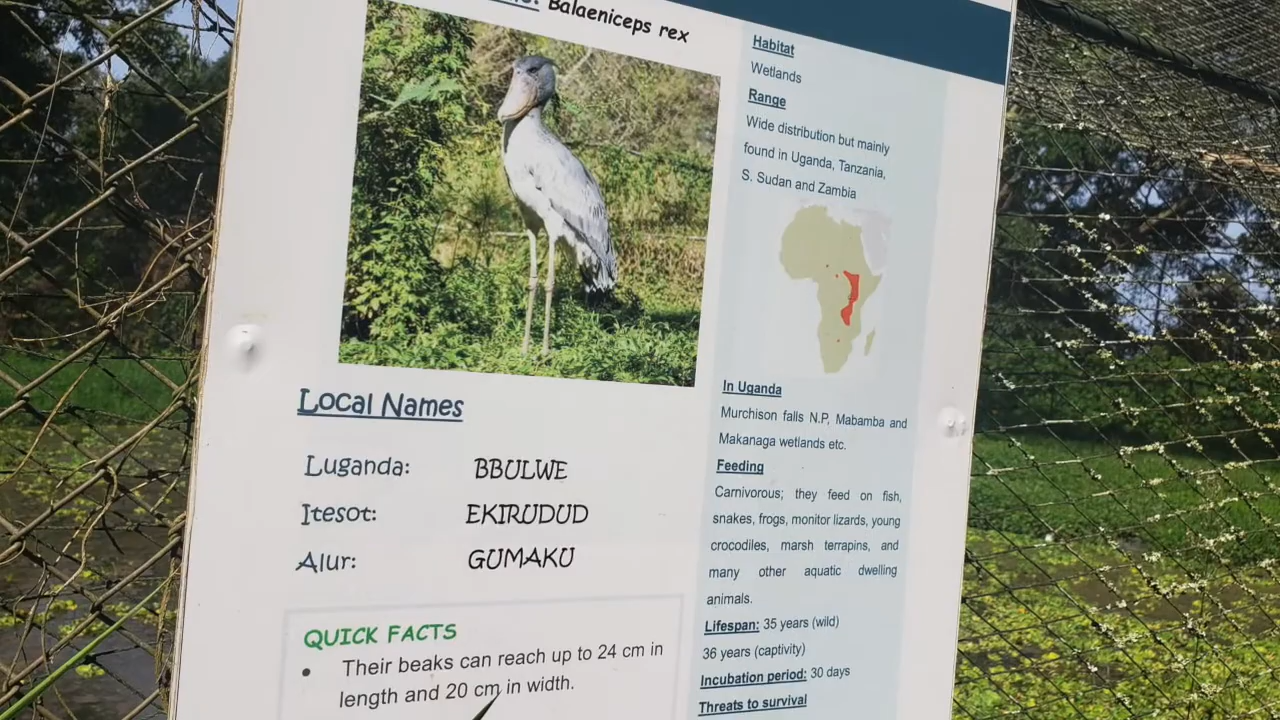 Balaeniceps rex
Local Names
Luganda: BBULWE
Itesot: EKIRUDUD
Alur: GUMAKU
QUICK FACTS
• Their beaks can reach up to 24 cm in
length and 20 cm in width.
Habitat
Wetlands
Range
Wide distribution but mainly
found in Uganda, Tanzania,
S. Sudan and Zambia
In Uganda
Murchison falls N.P, Mabamba and
Makanaga wetlands etc.
Feeding
Carnivorous; they feed on fish,
snakes, frogs, monitor lizards, young
crocodiles, marsh terrapins, and
many other aquatic dwelling
animals.
Lifespan: 35 years (wild)
36 years (captivity)
Incubation period: 30 days
Threats to survival